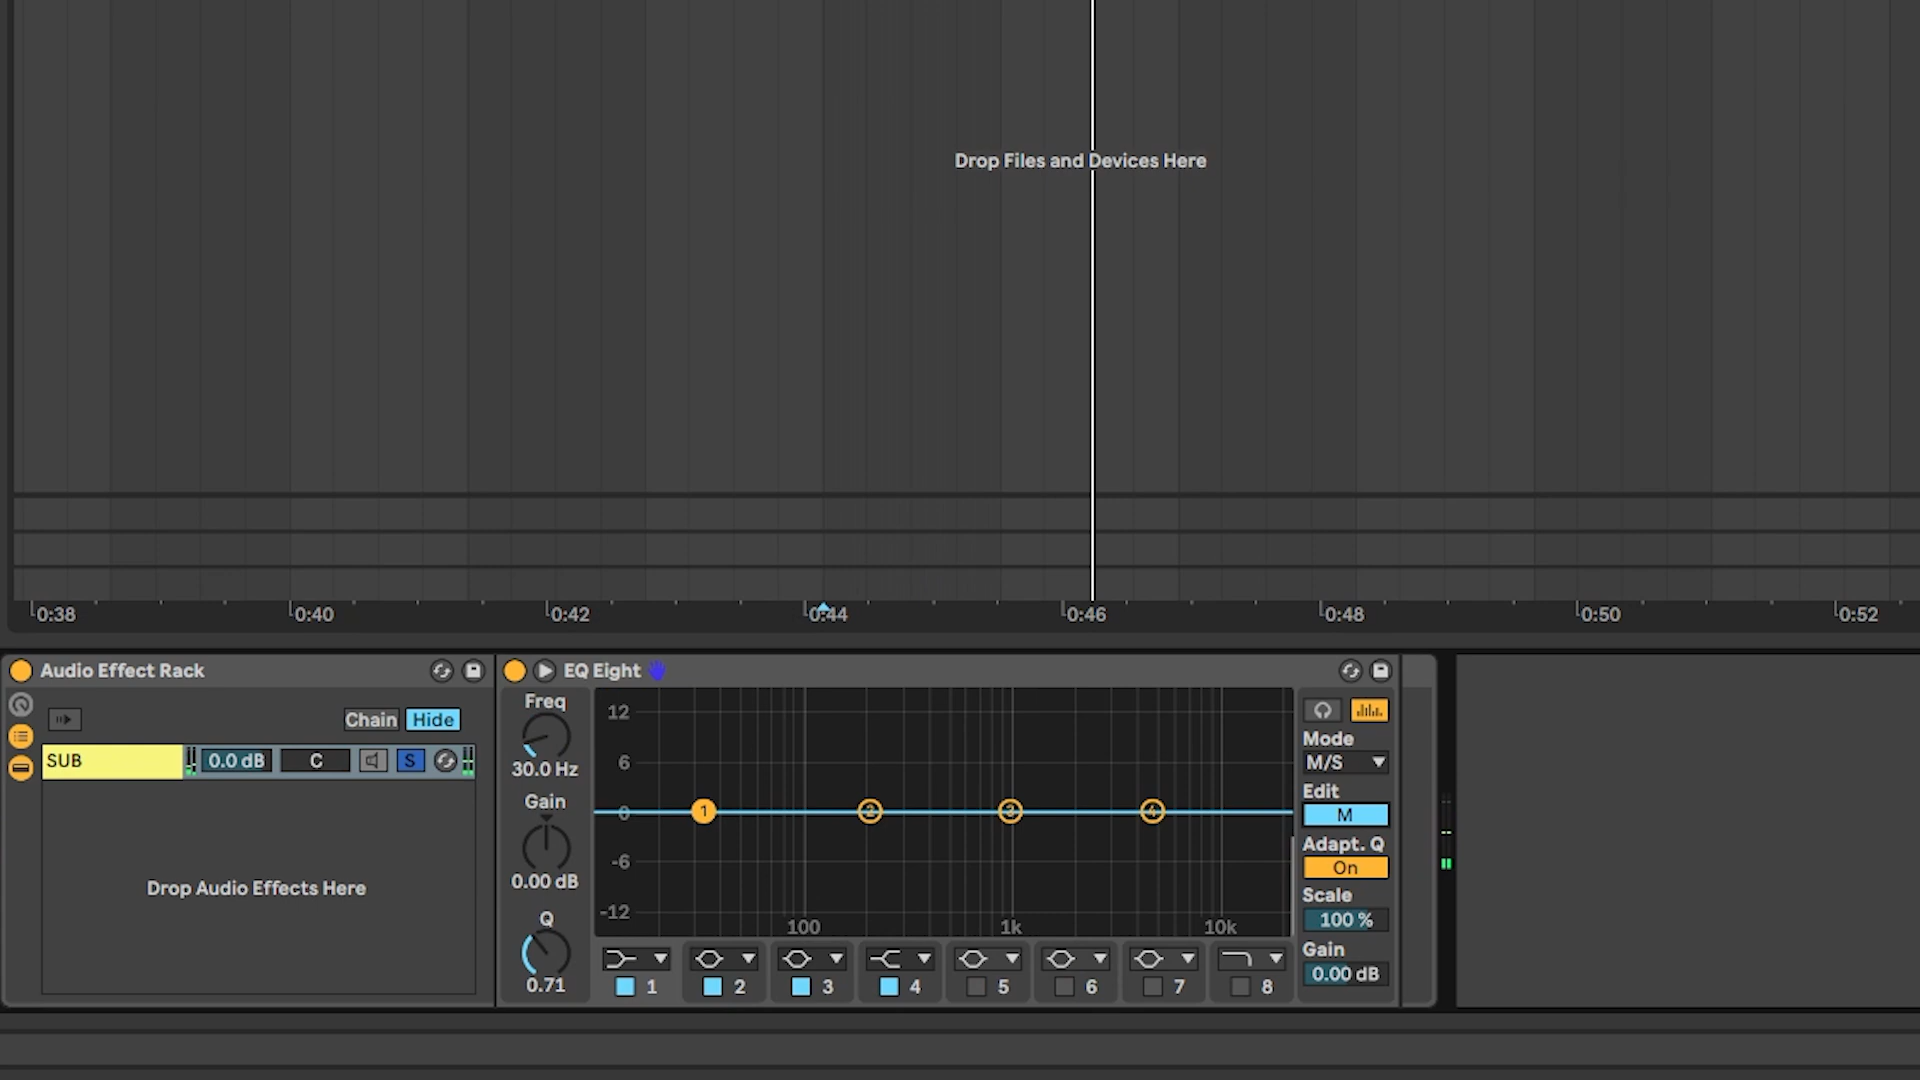 Drop Files and Devices Here
0:38 0:40 0:42 0:44 0:46 0:48 0:50 0:52
Audio Effect Rack
Chain Hide
SUB 0.0 dB C S
Drop Audio Effects Here
EQ Eight
Freq
30.0 Hz
Gain
0.00 dB
Q
0.71
12
6
0
-6
-12
100 1k 10k
1 2 3 4
1 2 3 4 5 6 7 8
Mode
M/S
Edit
M
Adapt. Q
On
Scale
100 %
Gain
0.00 dB